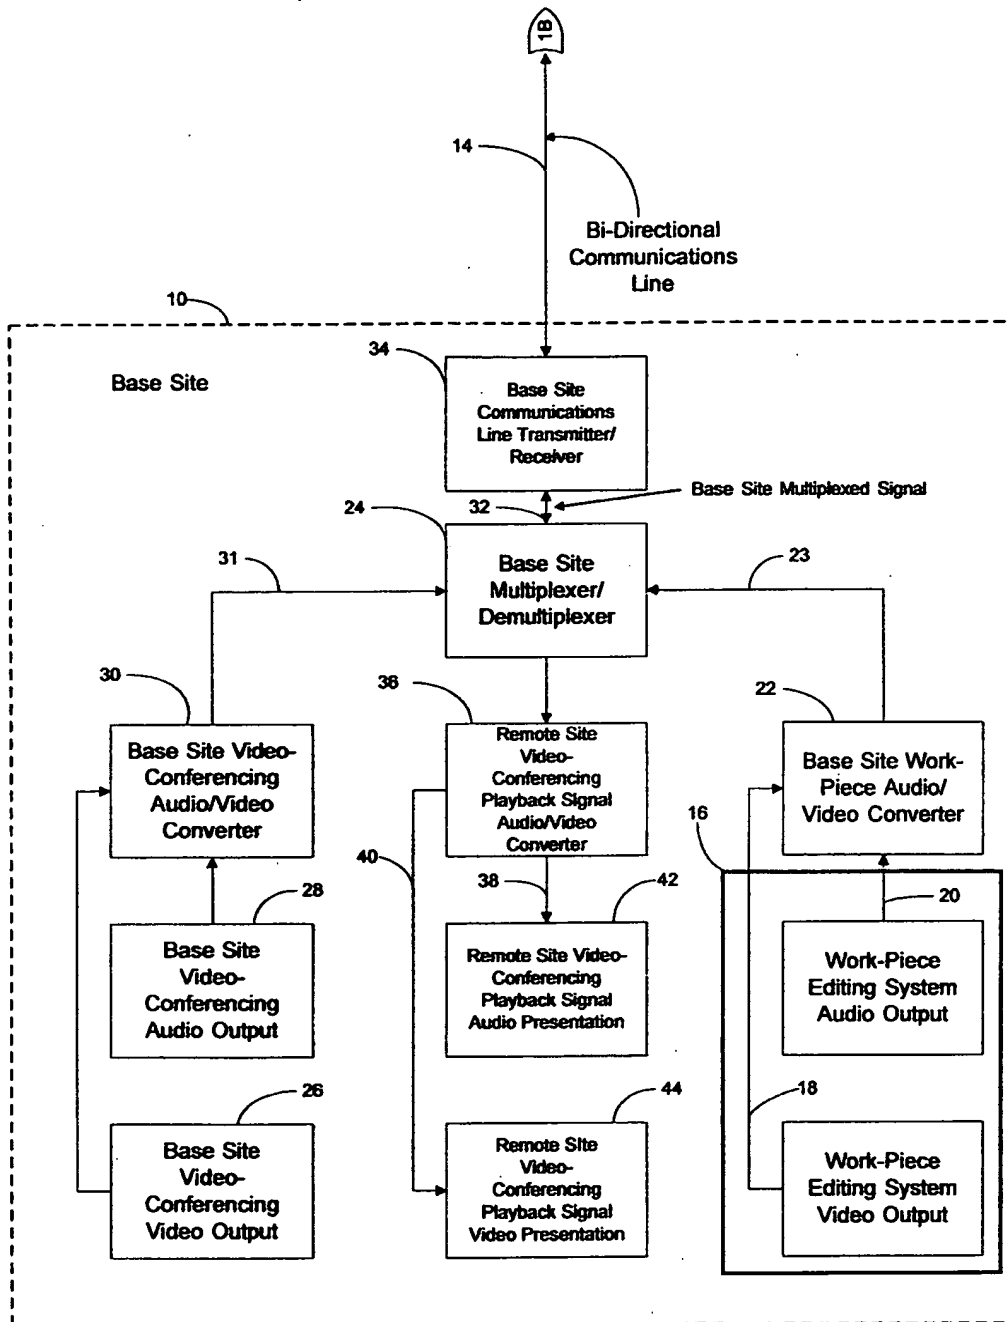 1B
14
Bi-Directional
Communications
Line
10
34
Base Site
Base Site
Communications
Line Transmitter/
Receiver
Base Site Multiplexed Signal
32
24
Base Site
Multiplexer/
Demultiplexer
31
23
30
36
22
Base Site Video-
Conferencing
Audio/Video
Converter
Remote Site
Video-
Conferencing
Playback Signal
Audio/Video
Converter
Base Site Work-
Piece Audio/
Video Converter
16
40
38
28
42
20
Base Site
Video-
Conferencing
Audio Output
Remote Site Video-
Conferencing
Playback Signal
Audio Presentation
Work-Piece
Editing System
Audio Output
26
44
18
Base Site
Video-
Conferencing
Video Output
Remote Site
Video-
Conferencing
Playback Signal
Video Presentation
Work-Piece
Editing System
Video Output